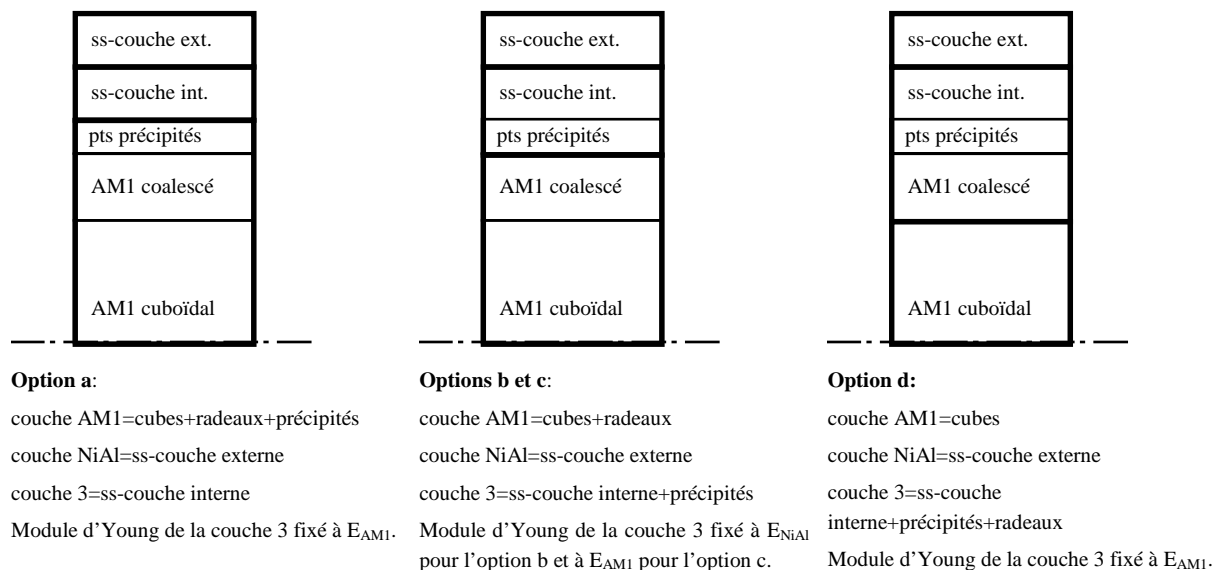 ss-couche ext.
ss-couche int.
pts précipités
AM1 coalescé
AM1 cuboïdal
Option a:
couche AM1=cubes+radeaux+précipités
couche NiAl=ss-couche externe
couche 3=ss-couche interne
Module d'Young de la couche 3 fixé à EAM1.
ss-couche ext.
ss-couche int.
pts précipités
AM1 coalescé
AM1 cuboïdal
Options b et c:
couche AM1=cubes+radeaux
couche NiAl=ss-couche externe
couche 3=ss-couche interne+précipités
Module d'Young de la couche 3 fixé à ENiAl
pour l'option b et à EAM1 pour l'option c.
ss-couche ext.
ss-couche int.
pts précipités
AM1 coalescé
AM1 cuboïdal
Option d:
couche AM1=cubes
couche NiAl=ss-couche externe
couche 3=ss-couche
interne+précipités+radeaux
Module d'Young de la couche 3 fixé à EAM1.